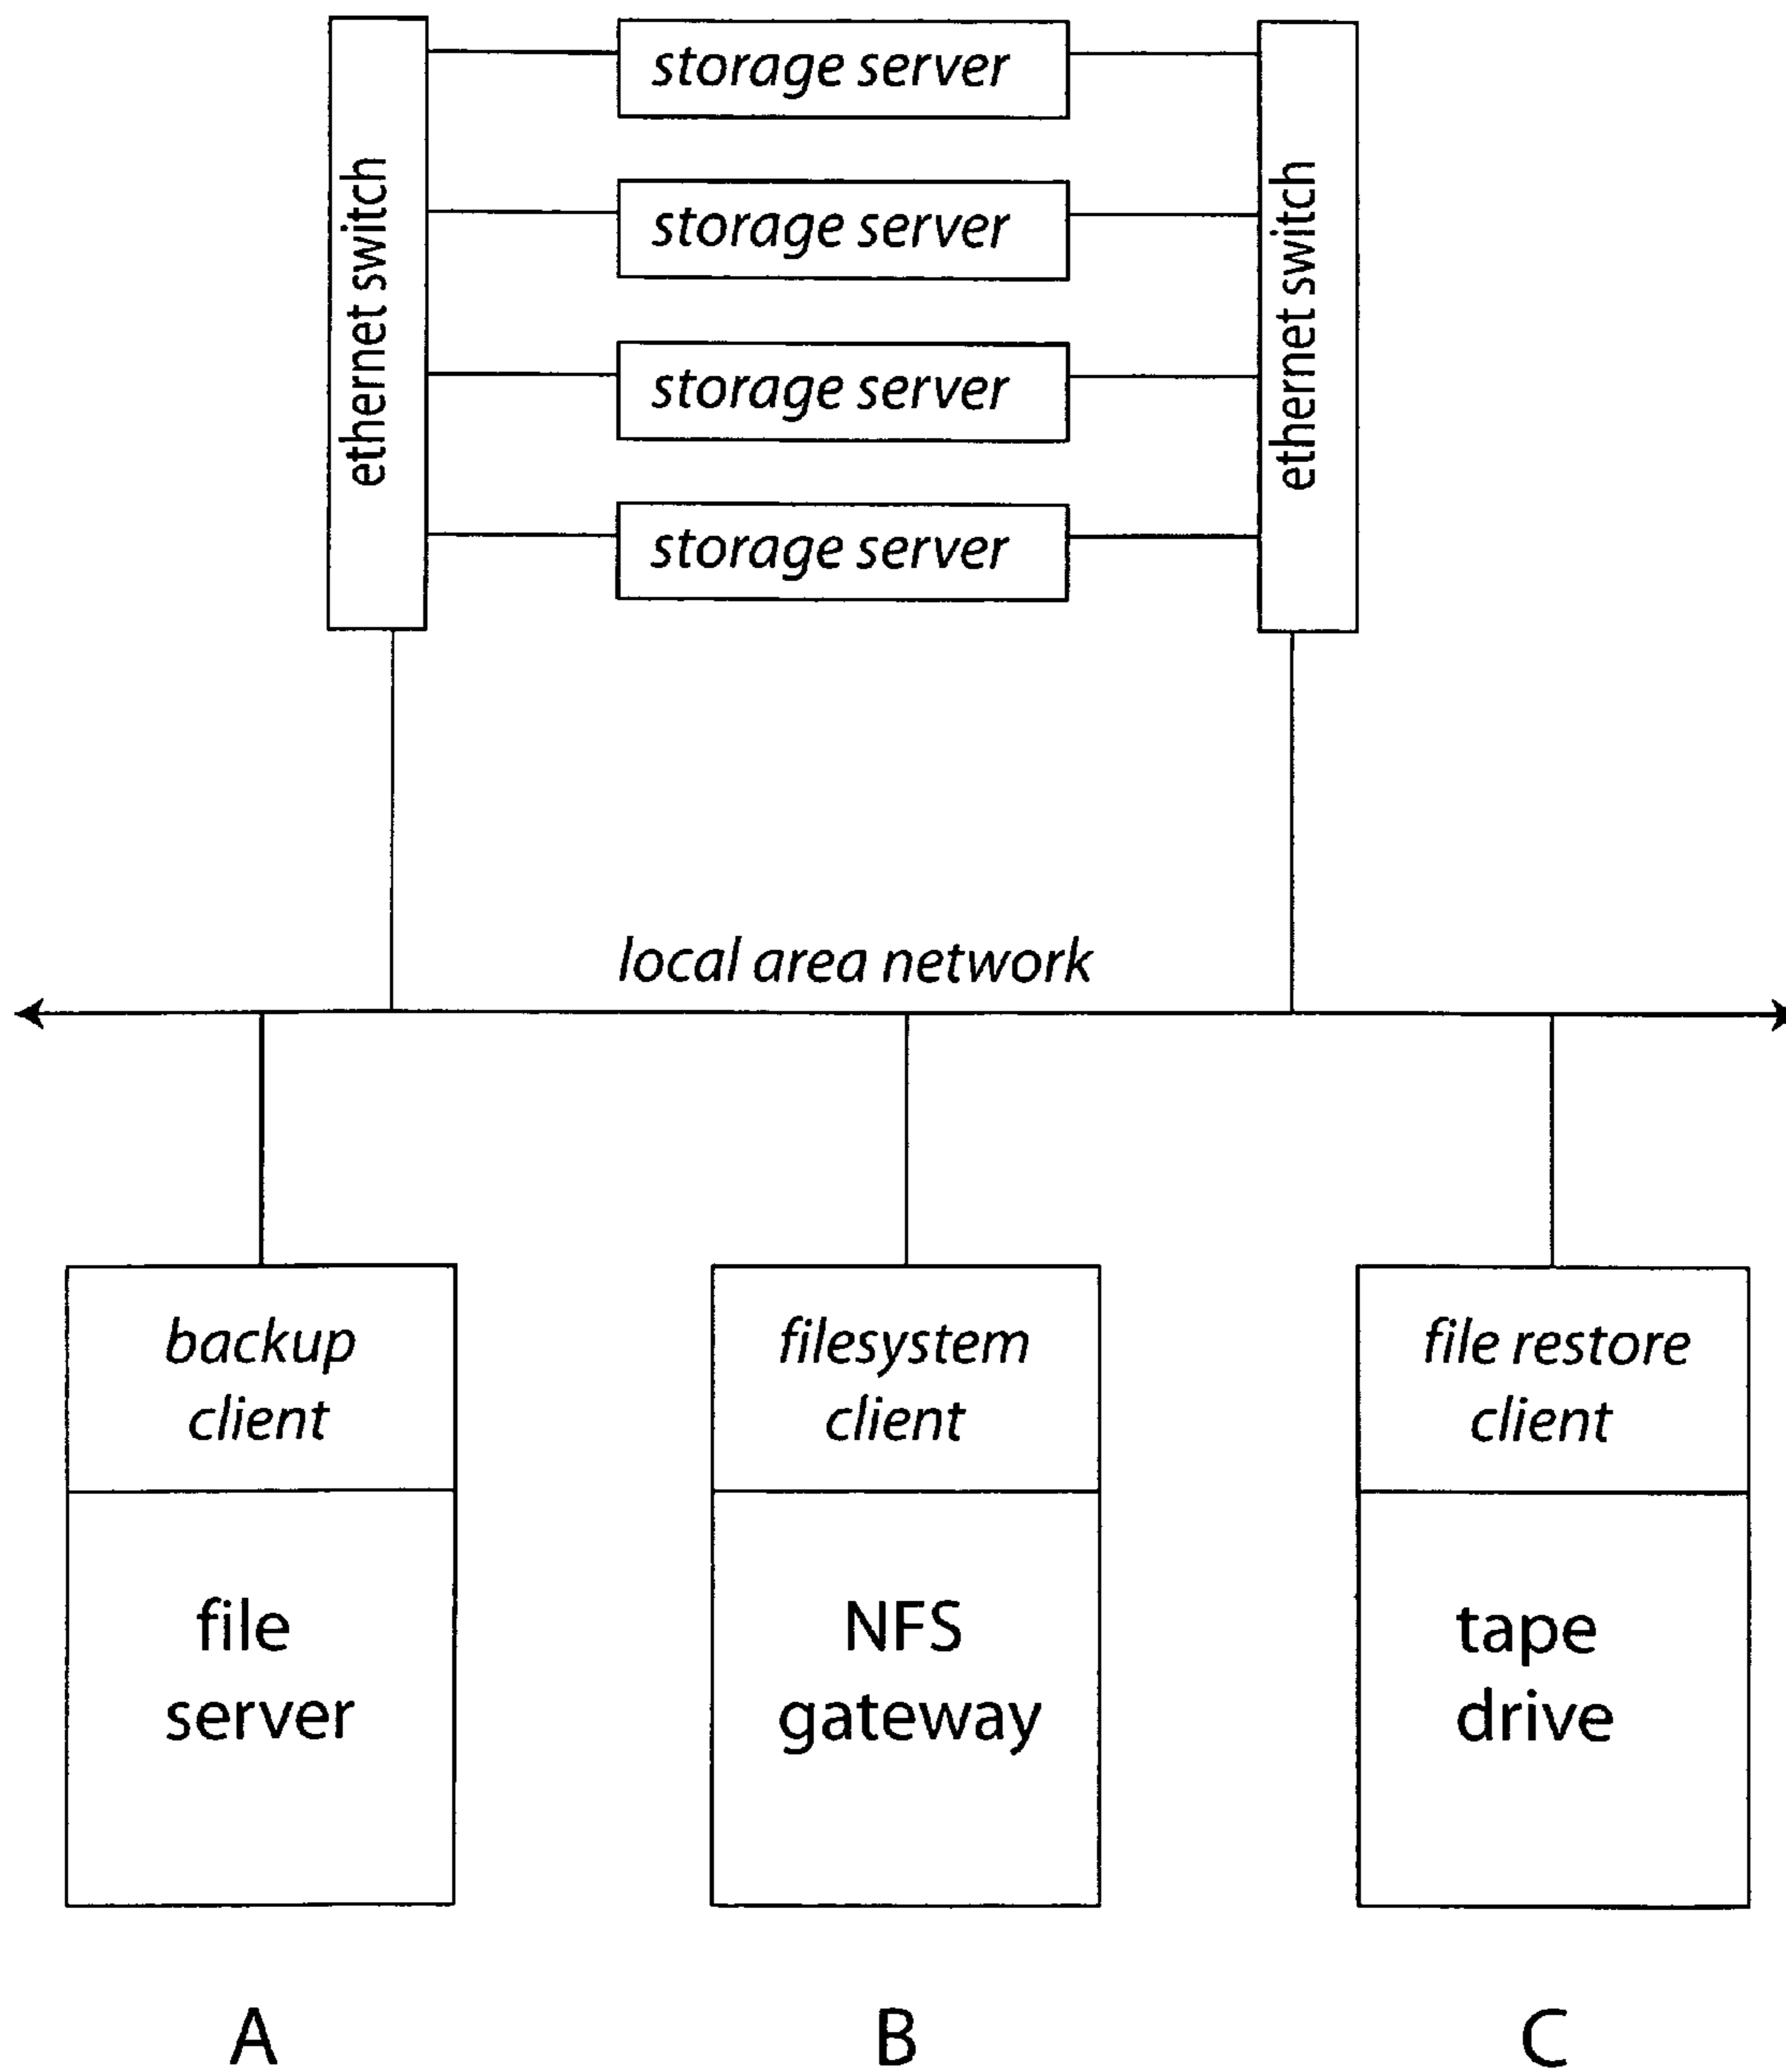 storage server
storage server
storage server
storage server
ethernet switch
ethernet switch
local area network
backup
client
file
server
filesystem
client
NFS
gateway
file restore
client
tape
drive
A
B
C